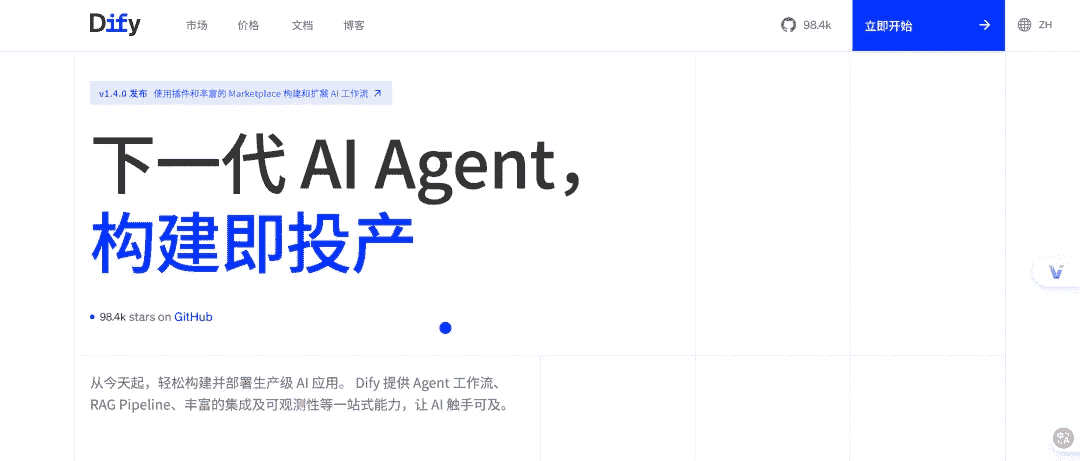 Dify 市场 价格 文档 博客 98.4k 立即开始 ZH
v1.4.0 发布 使用插件和丰富的 Marketplace 构建和扩展 AI 工作流
下一代 AI Agent，
构建即投产
98.4k stars on GitHub
从今天起，轻松构建并部署生产级 AI 应用。 Dify 提供 Agent 工作流、
RAG Pipeline、丰富的集成及可观测性等一站式能力，让 AI 触手可及。